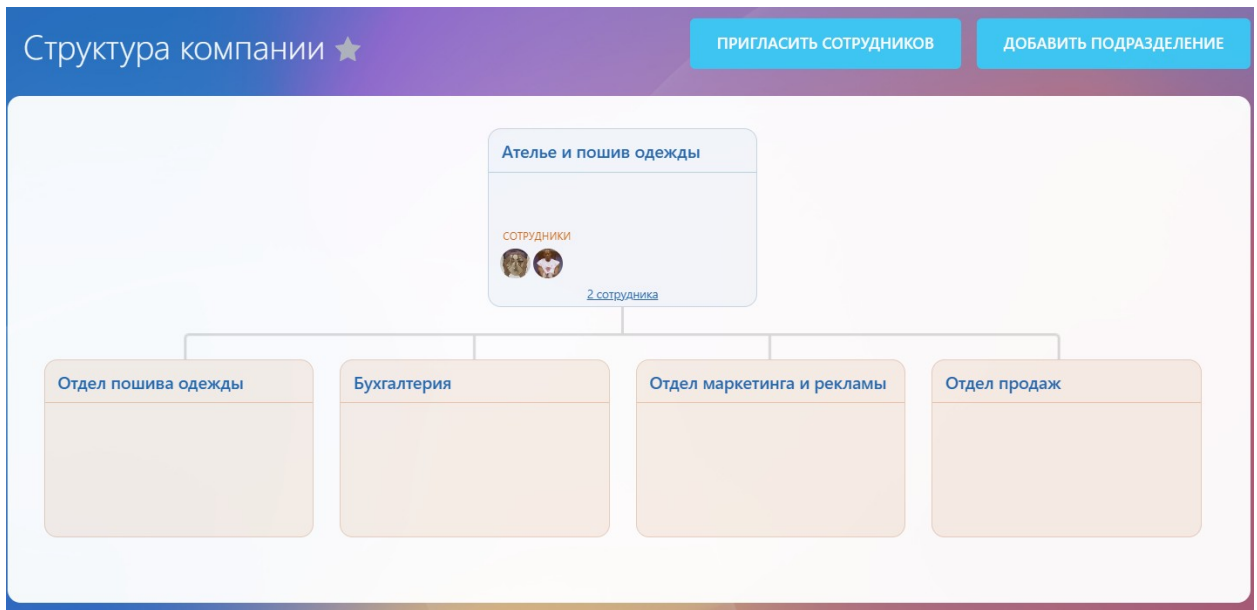 Структура компании
ПРИГЛАСИТЬ СОТРУДНИКОВ
ДОБАВИТЬ ПОДРАЗДЕЛЕНИЕ
Ателье и пошив одежды
СОТРУДНИКИ
2 сотрудника
Отдел пошива одежды
Бухгалтерия
Отдел маркетинга и рекламы
Отдел продаж